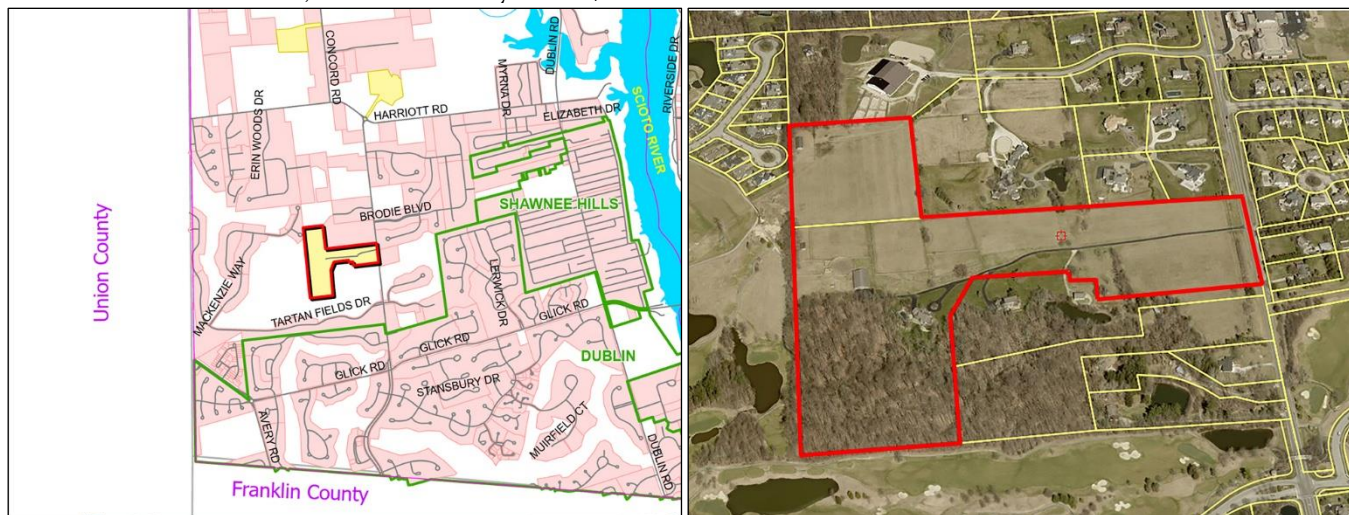 CONCORD RD
DUBLIN RD
RIVERSIDE DR
MYRNA DR
HARRIOTT RD
ELIZABETH DR
ERIN WOODS DR
SCIOTO RIVER
BRODIE BLVD
SHAWNEE HILLS
Union County
MACKENZIE WAY
LERWICK DR
TARTAN FIELDS DR
GLICK RD
GLICK RD
DUBLIN
GLICK RD
STANSBURY DR
AVERY RD
MUIRFIELD CT
DUBLIN RD
Franklin County